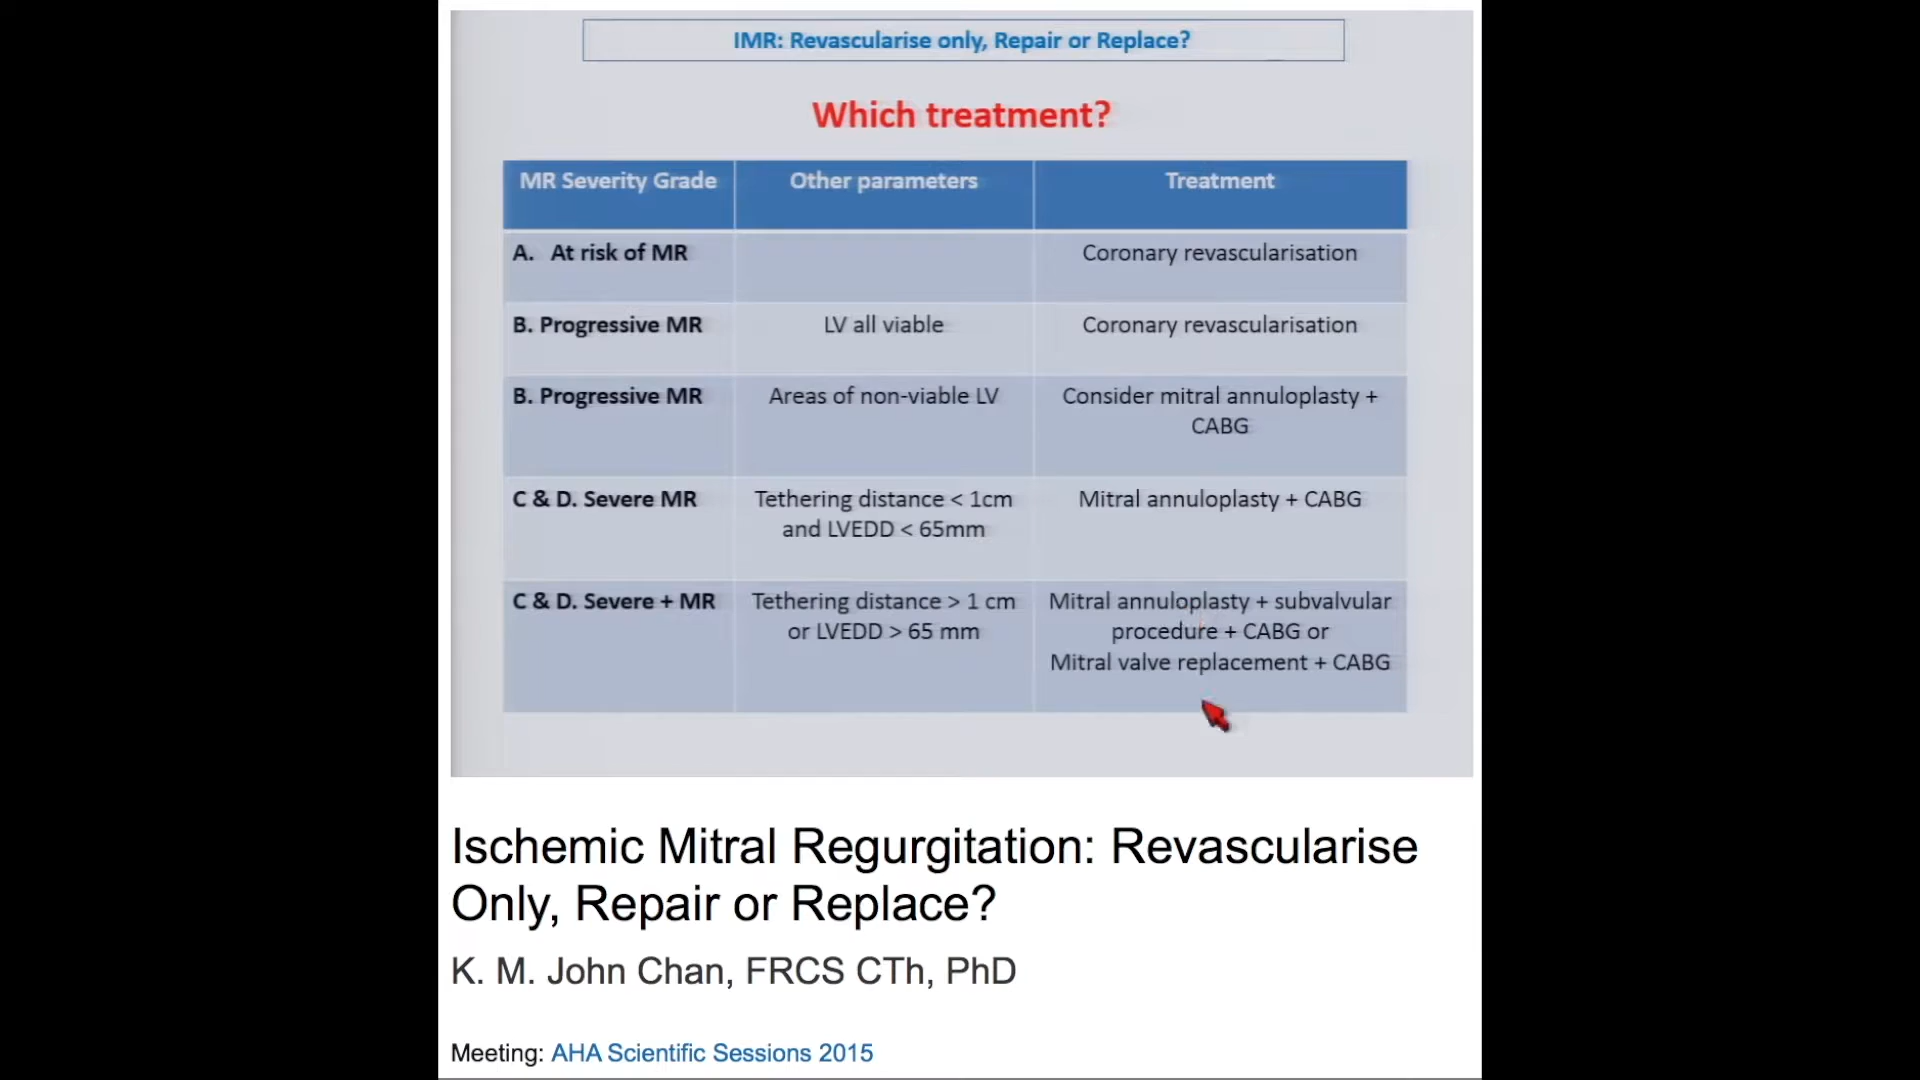 IMR: Revascularise only, Repair or Replace?
Which treatment?
MR Severity Grade Other parameters Treatment
A. At risk of MR Coronary revascularisation
B. Progressive MR LV all viable Coronary revascularisation
B. Progressive MR Areas of non-viable LV Consider mitral annuloplasty +
CABG
C & D. Severe MR Tethering distance < 1cm Mitral annuloplasty + CABG
and LVEDD < 65mm
C & D. Severe + MR Tethering distance > 1 cm Mitral annuloplasty + subvalvular
or LVEDD > 65 mm procedure + CABG or
Mitral valve replacement + CABG
Ischemic Mitral Regurgitation: Revascularise
Only, Repair or Replace?
K. M. John Chan, FRCS CTh, PhD
Meeting: AHA Scientific Sessions 2015